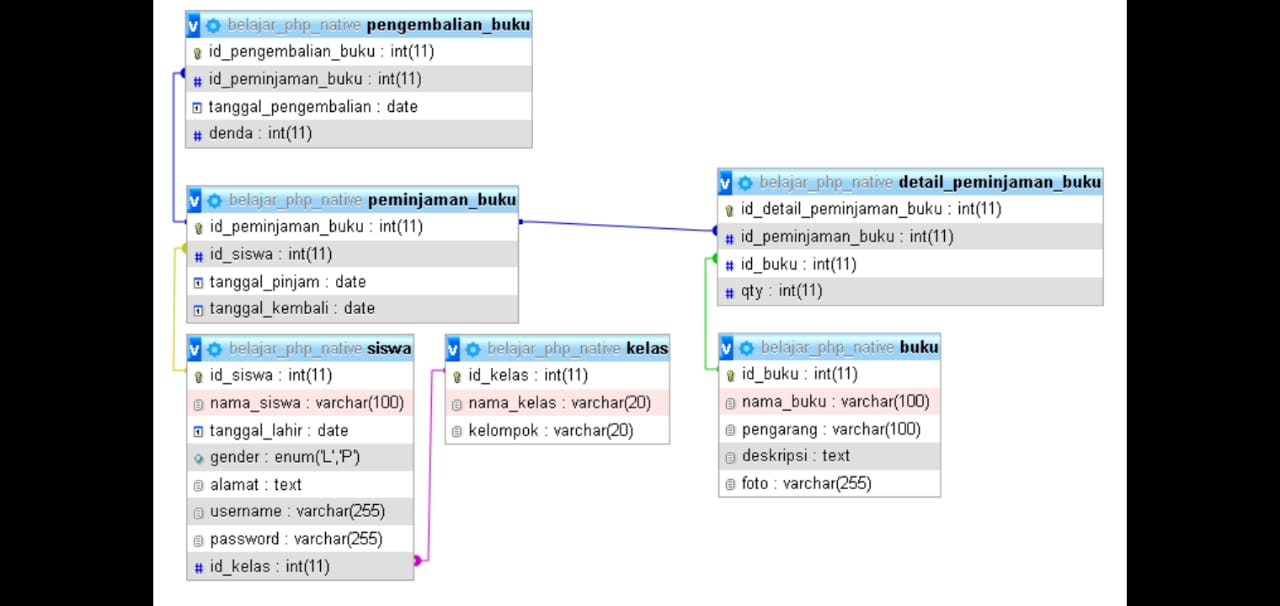 belajar_php_native pengembalian_buku
id_pengembalian_buku : int(11)
id_peminjaman_buku : int(11)
tanggal_pengembalian : date
denda : int(11)
belajar_php_native peminjaman_buku
id_peminjaman_buku : int(11)
id_siswa : int(11)
tanggal_pinjam : date
tanggal_kembali : date
belajar_php_native detail_peminjaman_buku
id_detail_peminjaman_buku : int(11)
id_peminjaman_buku : int(11)
id_buku : int(11)
qty : int(11)
belajar_php_native siswa
id_siswa : int(11)
nama_siswa : varchar(100)
tanggal_lahir : date
gender : enum('L','P')
alamat : text
username : varchar(255)
password : varchar(255)
id_kelas : int(11)
belajar_php_native kelas
id_kelas : int(11)
nama_kelas : varchar(20)
kelompok : varchar(20)
belajar_php_native buku
id_buku : int(11)
nama_buku : varchar(100)
pengarang : varchar(100)
deskripsi : text
foto : varchar(255)